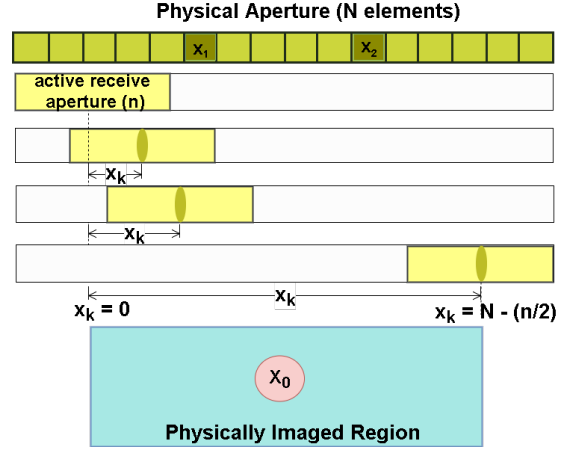 Physical Aperture (N elements)
x₁ x₂
active receive
aperture (n)
xₖ
xₖ
xₖ
xₖ = 0 xₖ = N - (n/2)
X₀
Physically Imaged Region